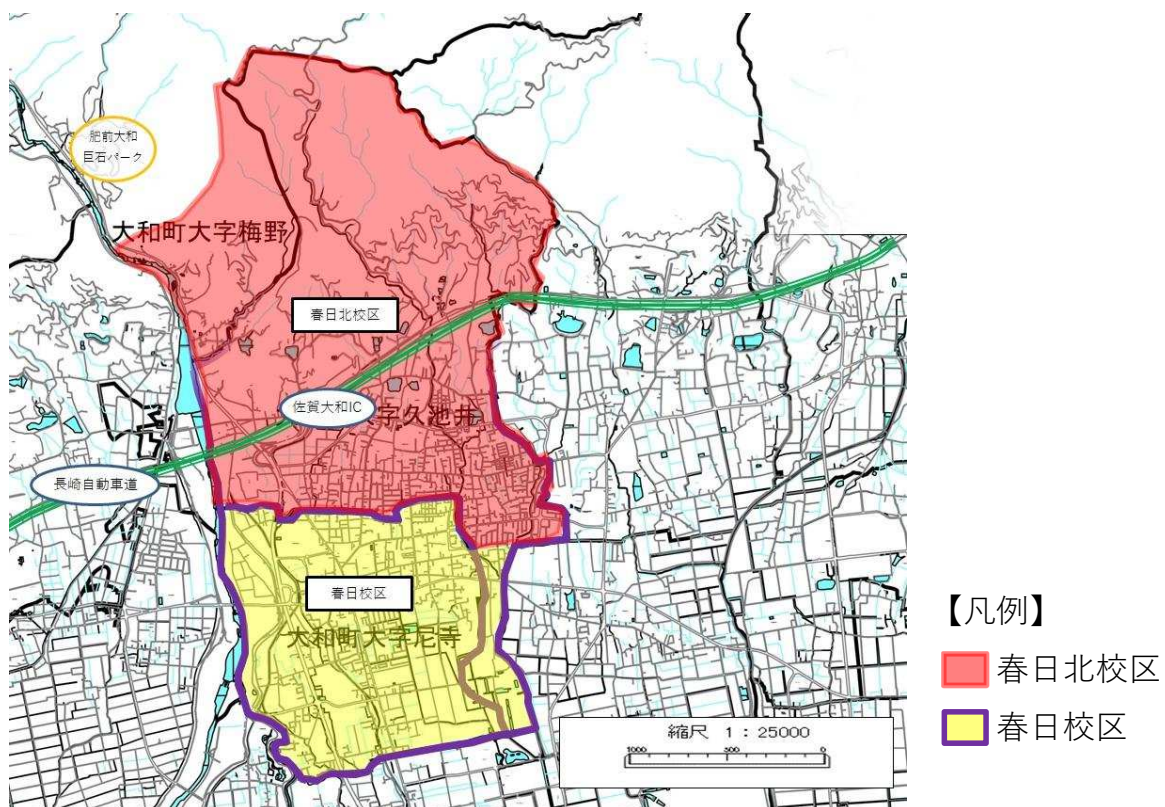 肥前大和
巨石パーク
大和町大字梅野
春日北校区
佐賀大和IC
字久池井
長崎自動車道
春日校区
大和町大字尼寺
縮尺 1：25000
1000 500 0
【凡例】
春日北校区
春日校区